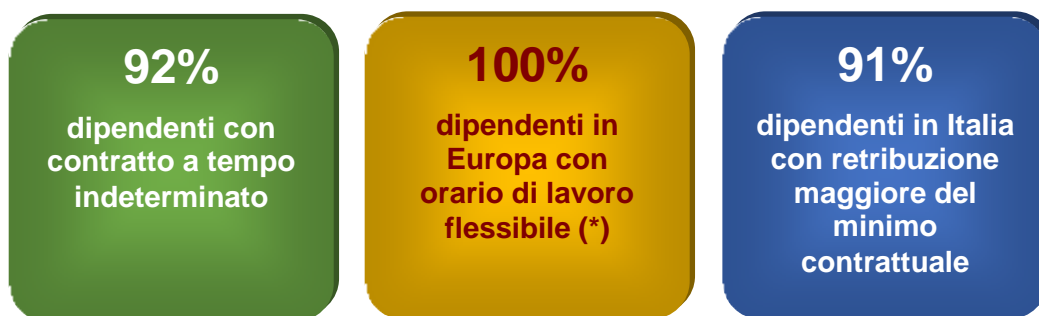 92%
dipendenti con
contratto a tempo
indeterminato
100%
dipendenti in
Europa con
orario di lavoro
flessibile (*)
91%
dipendenti in Italia
con retribuzione
maggiore del
minimo
contrattuale